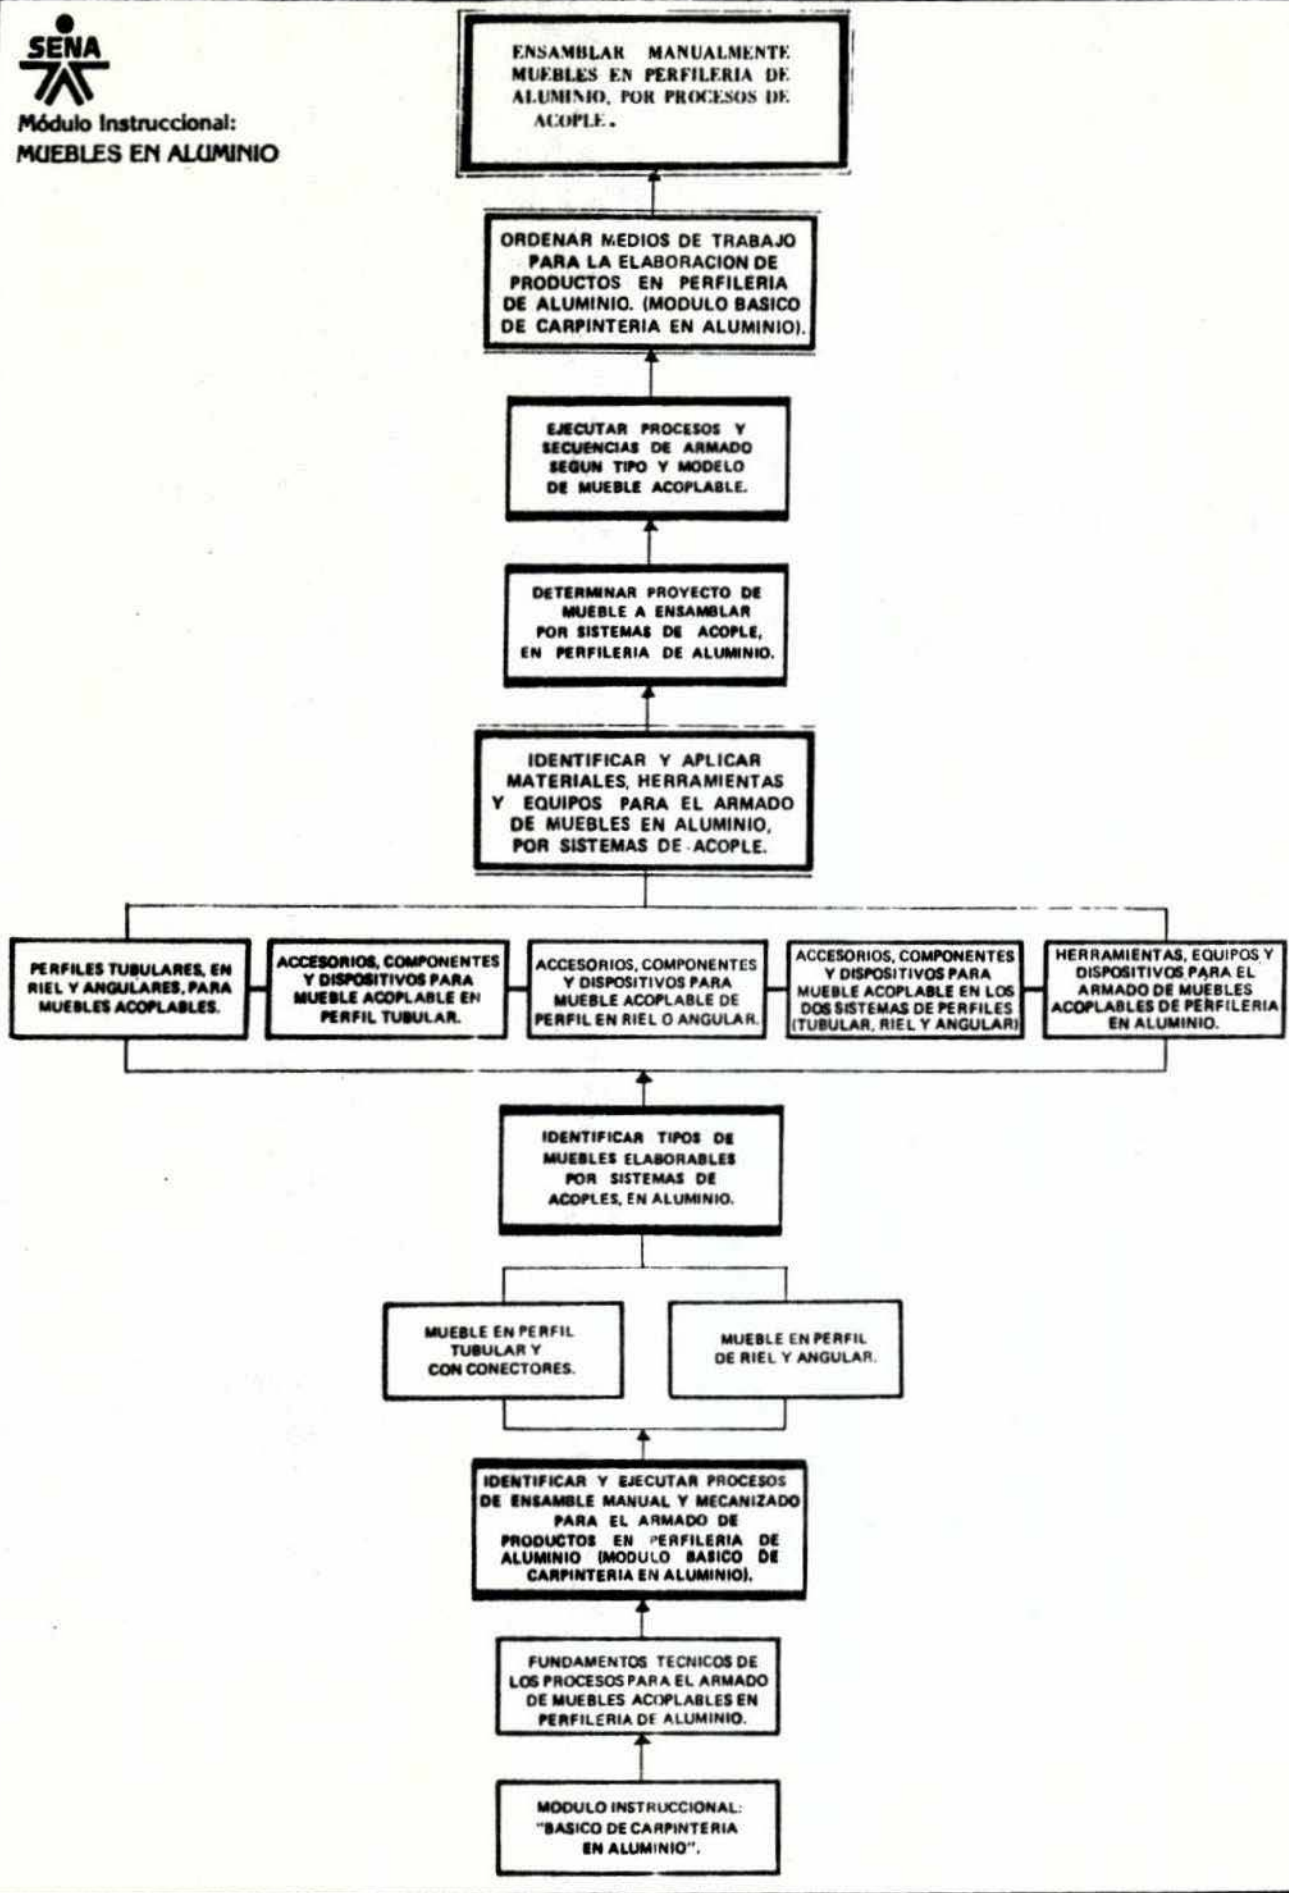 SENA
Módulo Instruccional:
MUEBLES EN ALUMINIO
ENSAMBLAR MANUALMENTE
MUEBLES EN PERFILERIA DE
ALUMINIO, POR PROCESOS DE
ACOPLE.
ORDENAR MEDIOS DE TRABAJO
PARA LA ELABORACION DE
PRODUCTOS EN PERFILERIA
DE ALUMINIO. (MODULO BASICO
DE CARPINTERIA EN ALUMINIO).
EJECUTAR PROCESOS Y
SECUENCIAS DE ARMADO
SEGUN TIPO Y MODELO
DE MUEBLE ACOPLABLE.
DETERMINAR PROYECTO DE
MUEBLE A ENSAMBLAR
POR SISTEMAS DE ACOPLE,
EN PERFILERIA DE ALUMINIO.
IDENTIFICAR Y APLICAR
MATERIALES, HERRAMIENTAS
Y EQUIPOS PARA EL ARMADO
DE MUEBLES EN ALUMINIO,
POR SISTEMAS DE ACOPLE.
PERFILES TUBULARES, EN
RIEL Y ANGULARES, PARA
MUEBLES ACOPLABLES.
ACCESORIOS, COMPONENTES
Y DISPOSITIVOS PARA
MUEBLE ACOPLABLE EN
PERFIL TUBULAR.
ACCESORIOS, COMPONENTES
Y DISPOSITIVOS PARA
MUEBLE ACOPLABLE DE
PERFIL EN RIEL O ANGULAR.
ACCESORIOS, COMPONENTES
Y DISPOSITIVOS PARA
MUEBLE ACOPLABLE EN LOS
DOS SISTEMAS DE PERFILES
(TUBULAR, RIEL Y ANGULAR)
HERRAMIENTAS, EQUIPOS Y
DISPOSITIVOS PARA EL
ARMADO DE MUEBLES
ACOPLABLES DE PERFILERIA
EN ALUMINIO.
IDENTIFICAR TIPOS DE
MUEBLES ELABORABLES
POR SISTEMAS DE
ACOPLES, EN ALUMINIO.
MUEBLE EN PERFIL
TUBULAR Y
CON CONECTORES.
MUEBLE EN PERFIL
DE RIEL Y ANGULAR.
IDENTIFICAR Y EJECUTAR PROCESOS
DE ENSAMBLE MANUAL Y MECANIZADO
PARA EL ARMADO DE
PRODUCTOS EN PERFILERIA DE
ALUMINIO (MODULO BASICO DE
CARPINTERIA EN ALUMINIO).
FUNDAMENTOS TECNICOS DE
LOS PROCESOS PARA EL ARMADO
DE MUEBLES ACOPLABLES EN
PERFILERIA DE ALUMINIO.
MODULO INSTRUCCIONAL:
"BASICO DE CARPINTERIA
EN ALUMINIO".